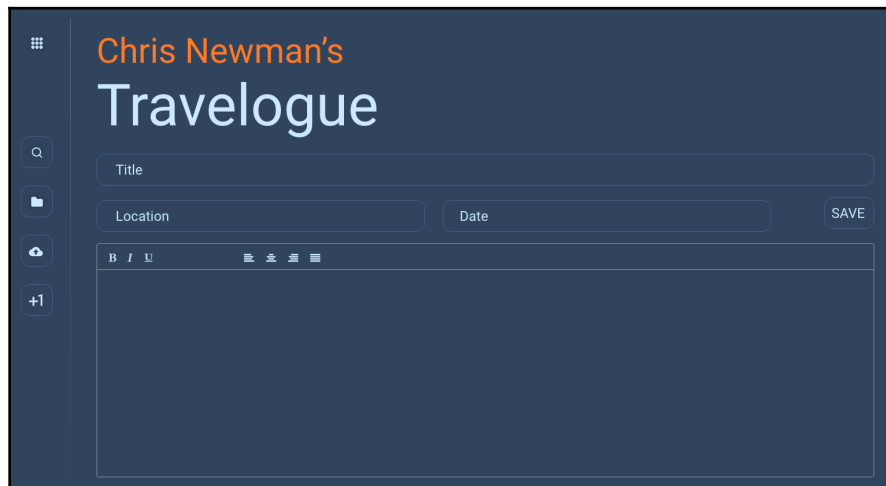 Chris Newman’s
Travelogue
Title
Location
Date
SAVE
B I U
+1